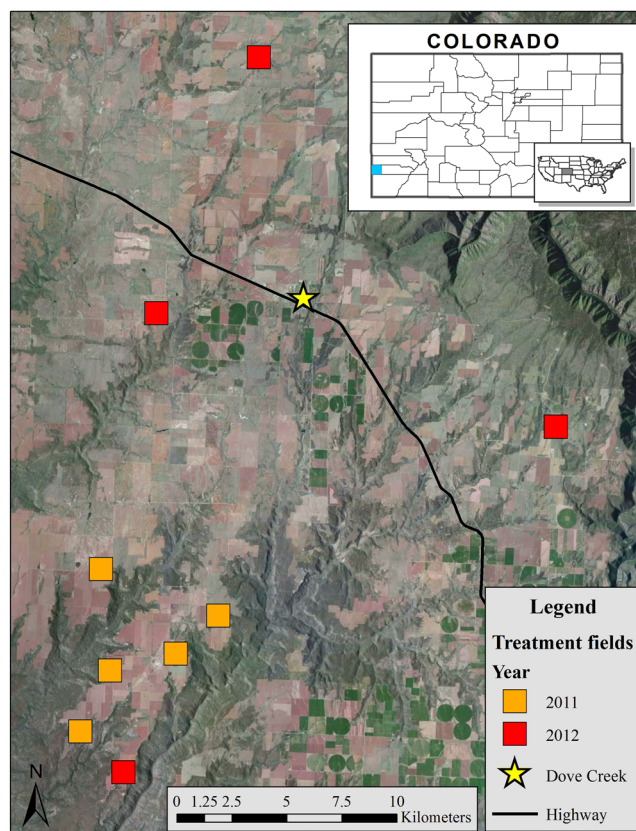 COLORADO
Legend
Treatment fields
Year
2011
2012
Dove Creek
Highway
N
0 1.25 2.5 5 7.5 10
Kilometers